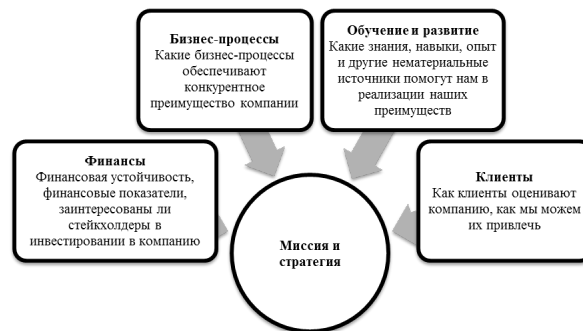 Бизнес-процессы
Какие бизнес-процессы
обеспечивают
конкурентное
преимущество компании
Обучение и развитие
Какие знания, навыки, опыт
и другие нематериальные
источники помогут нам в
реализации наших
преимуществ
Финансы
Финансовая устойчивость,
финансовые показатели,
заинтересованы ли
стейкхолдеры в
инвестировании в компанию
Клиенты
Как клиенты оценивают
компанию, как мы можем
их привлечь
Миссия и
стратегия